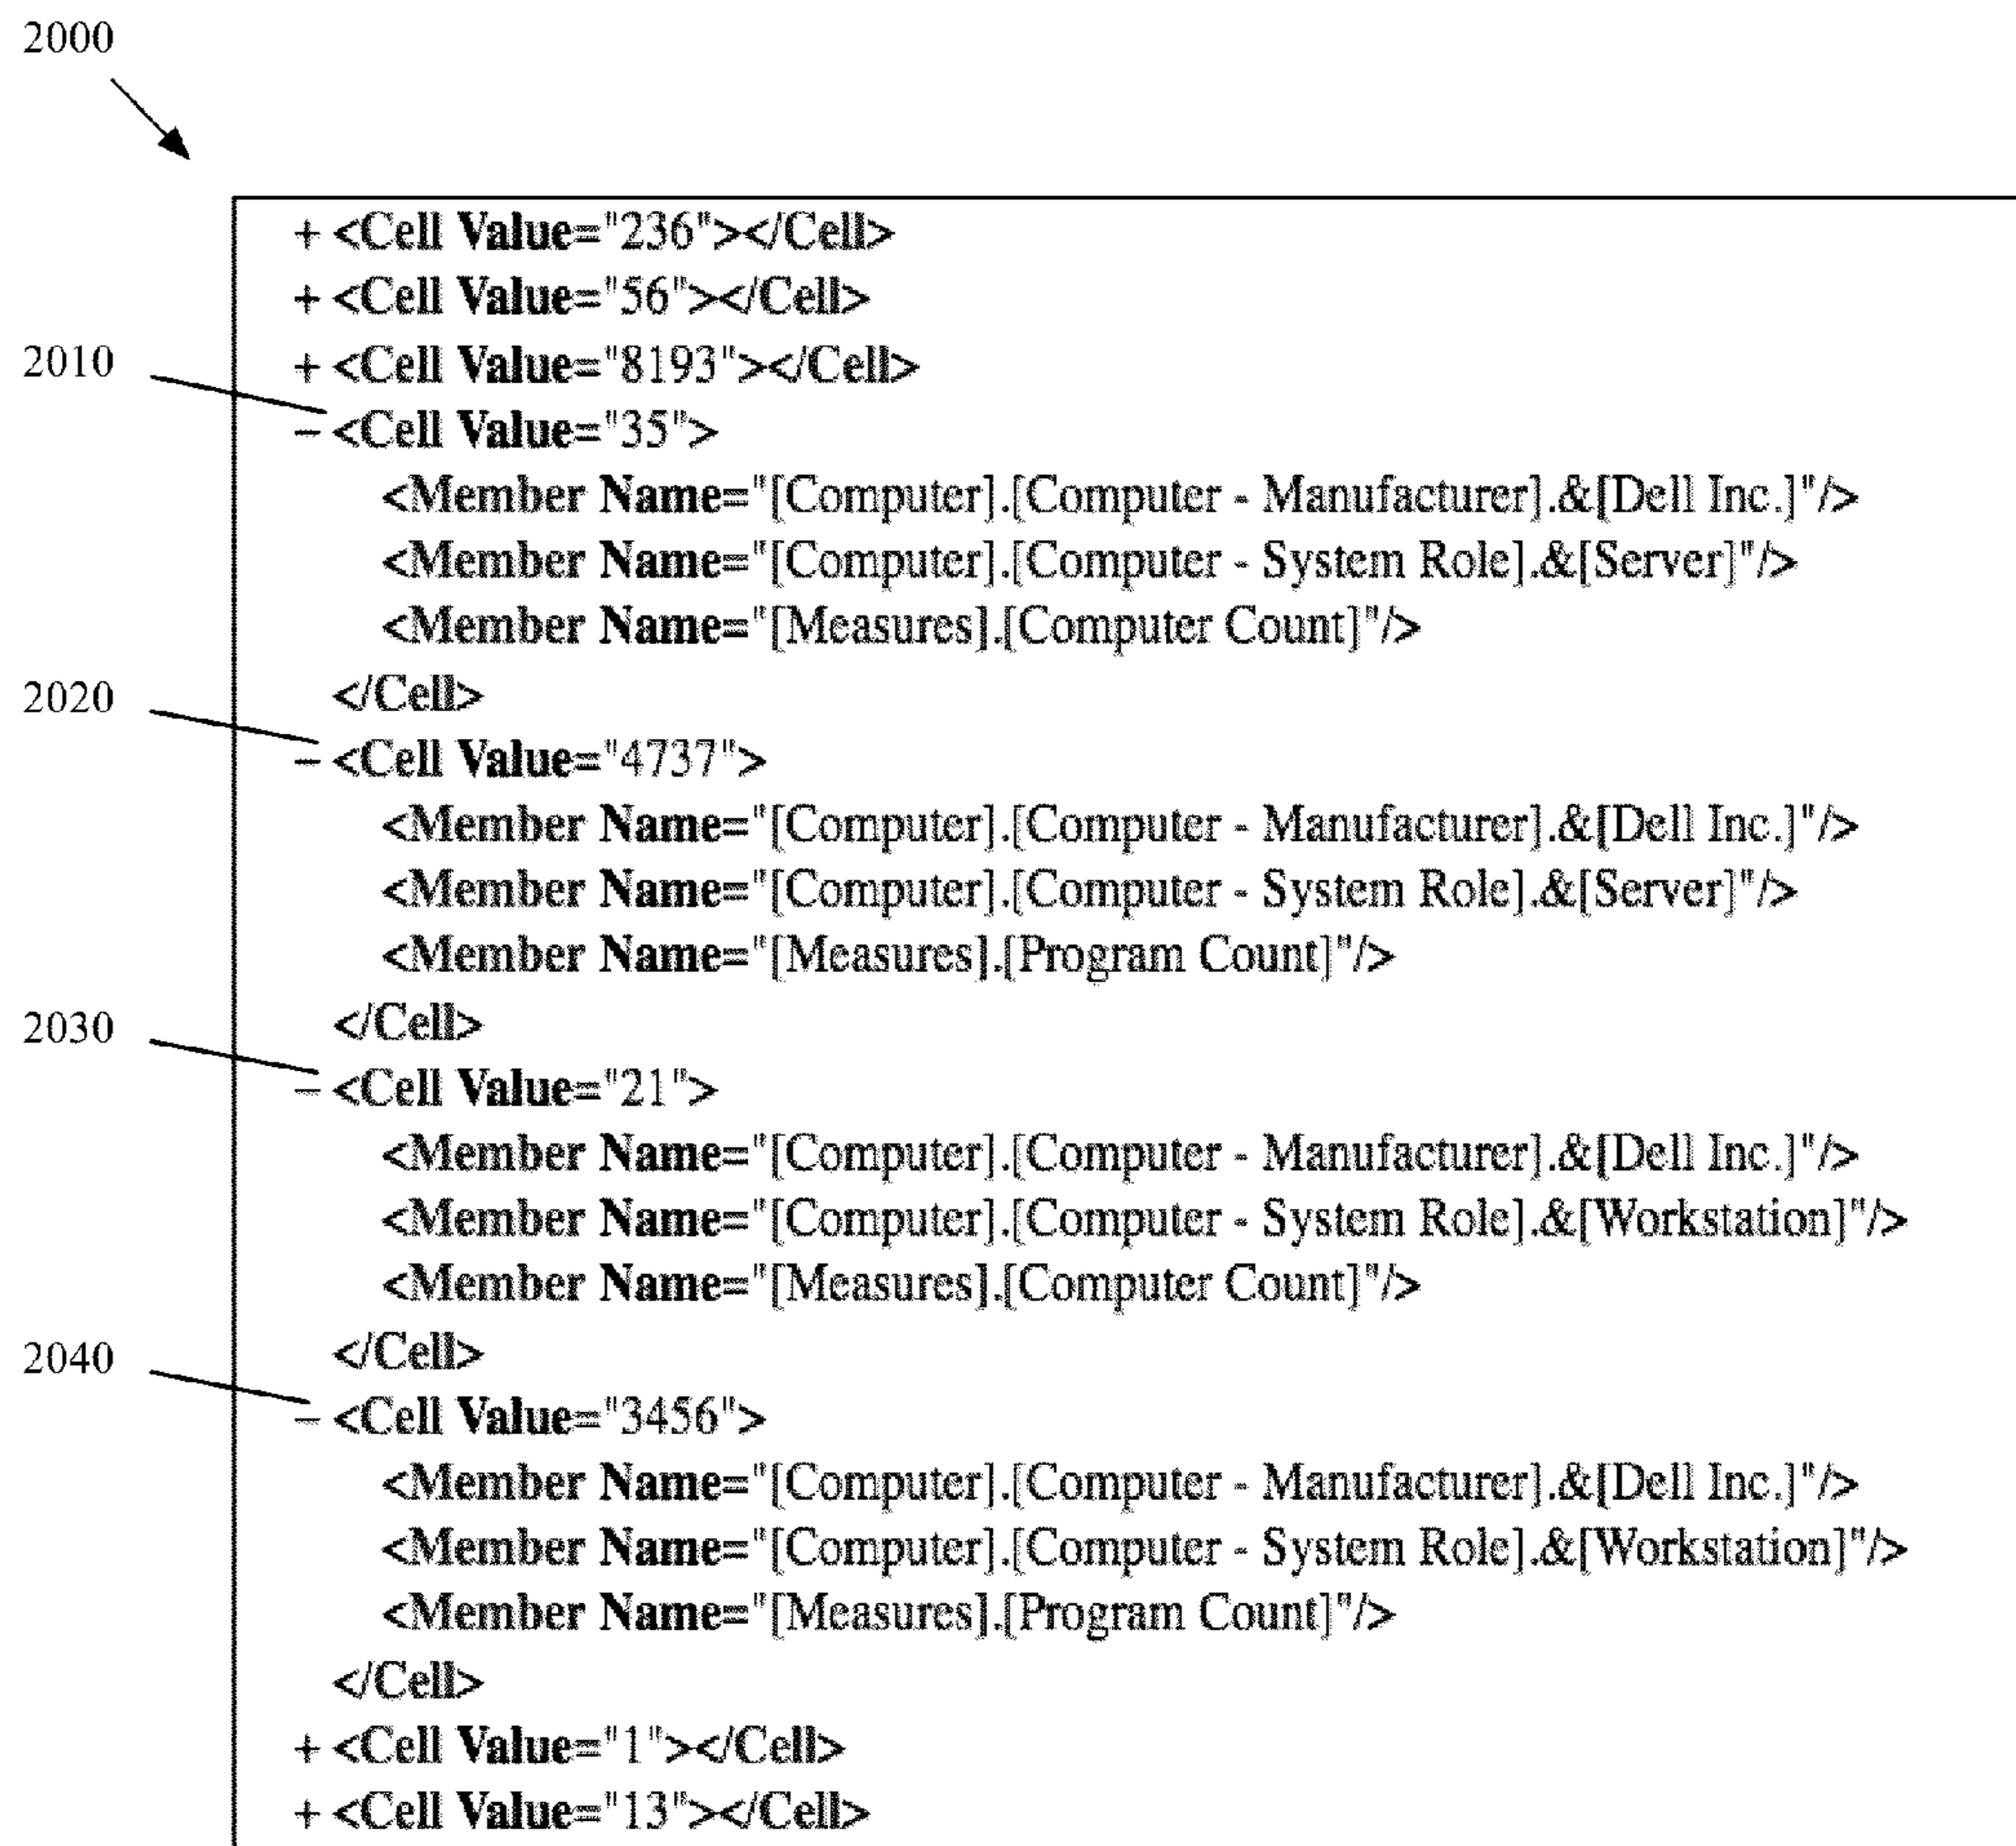 2000
+ <Cell Value="236"></Cell>
+ <Cell Value="56"></Cell>
2010
+ <Cell Value="8193"></Cell>
- <Cell Value="35">
<Member Name="[Computer].[Computer - Manufacturer].&[Dell Inc.]"/>
<Member Name="[Computer].[Computer - System Role].&[Server]"/>
<Member Name="[Measures].[Computer Count]"/>
2020
</Cell>
- <Cell Value="4737">
<Member Name="[Computer].[Computer - Manufacturer].&[Dell Inc.]"/>
<Member Name="[Computer].[Computer - System Role].&[Server]"/>
<Member Name="[Measures].[Program Count]"/>
2030
</Cell>
- <Cell Value="21">
<Member Name="[Computer].[Computer - Manufacturer].&[Dell Inc.]"/>
<Member Name="[Computer].[Computer - System Role].&[Workstation]"/>
<Member Name="[Measures].[Computer Count]"/>
2040
</Cell>
- <Cell Value="3456">
<Member Name="[Computer].[Computer - Manufacturer].&[Dell Inc.]"/>
<Member Name="[Computer].[Computer - System Role].&[Workstation]"/>
<Member Name="[Measures].[Program Count]"/>
</Cell>
+ <Cell Value="1"></Cell>
+ <Cell Value="13"></Cell>